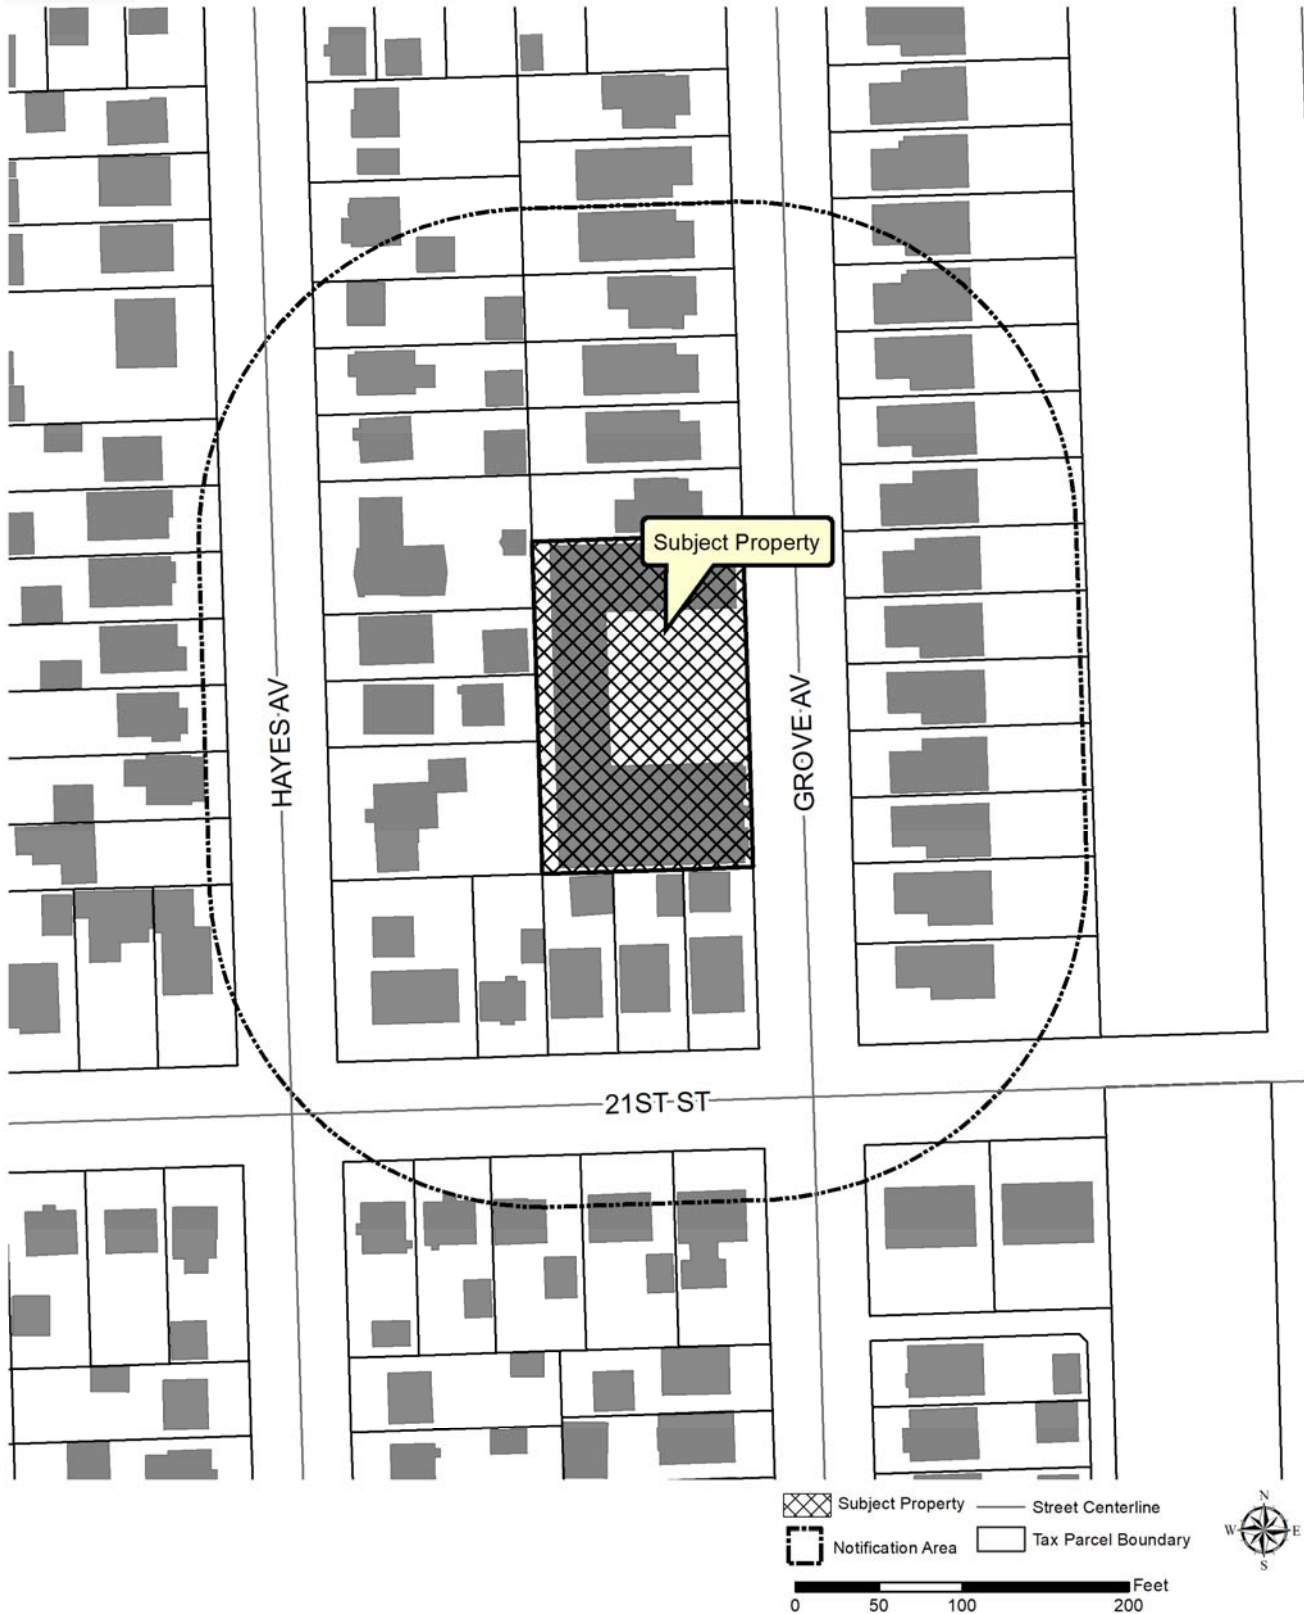 Subject Property
HAYES AV
GROVE AV
21ST ST
Subject Property
Street Centerline
Notification Area
Tax Parcel Boundary
N
W
E
S
Feet
0 50 100 200